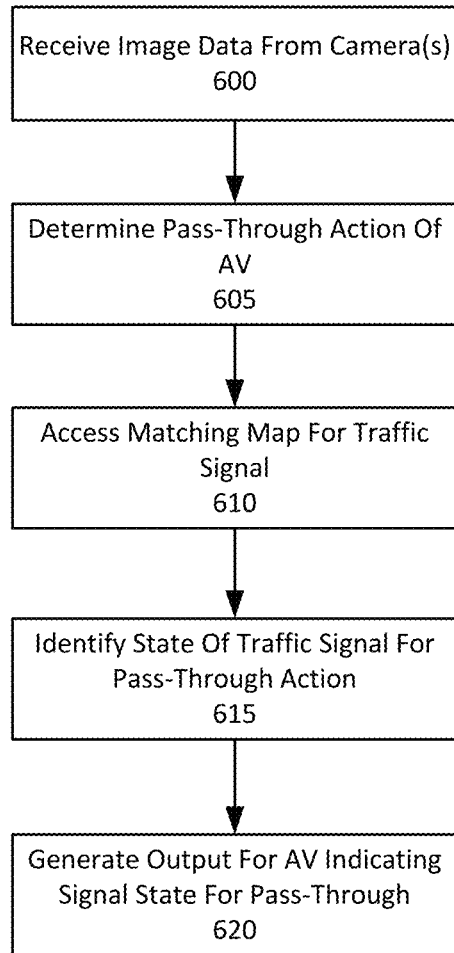 Receive Image Data From Camera(s)
600
Determine Pass-Through Action Of
AV
605
Access Matching Map For Traffic
Signal
610
Identify State Of Traffic Signal For
Pass-Through Action
615
Generate Output For AV Indicating
Signal State For Pass-Through
620